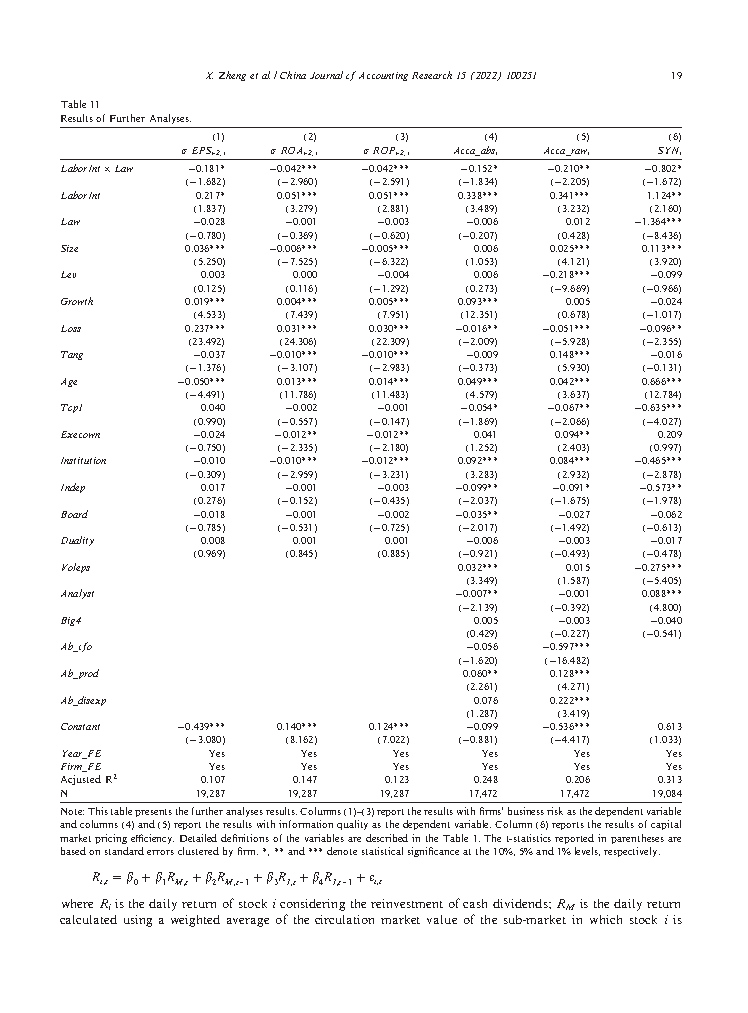 X. Zheng et al. / China Journal of Accounting Research 15 (2022) 100251 19
Table 11
Results of Further Analyses.
(1) (2) (3) (4) (5) (6)
σ_EPSt+2,t σ_ROAt+2,t σ_ROPt+2,t Acca_abst Acca_rawt SYNt
LaborInt × Law −0.181* −0.042*** −0.042*** −0.152* −0.210** −0.802*
(−1.682) (−2.960) (−2.591) (−1.834) (−2.205) (−1.672)
LaborInt 0.217* 0.051*** 0.051*** 0.338*** 0.341*** 1.124**
(1.837) (3.279) (2.881) (3.489) (3.232) (2.160)
Law −0.028 −0.001 −0.003 −0.006 0.012 −1.364***
(−0.780) (−0.369) (−0.620) (−0.207) (0.428) (−8.436)
Size 0.036*** −0.006*** −0.005*** 0.006 0.025*** 0.113***
(5.250) (−7.525) (−6.322) (1.053) (4.121) (3.920)
Lev 0.003 0.000 −0.004 0.006 −0.218*** −0.099
(0.125) (0.116) (−1.292) (0.273) (−9.669) (−0.966)
Growth 0.019*** 0.004*** 0.005*** 0.093*** 0.005 −0.024
(4.533) (7.439) (7.951) (12.351) (0.678) (−1.017)
Loss 0.237*** 0.031*** 0.030*** −0.016** −0.051*** −0.096**
(23.492) (24.306) (22.309) (−2.009) (−5.928) (−2.355)
Tang −0.037 −0.010*** −0.010*** −0.009 0.148*** −0.016
(−1.376) (−3.107) (−2.983) (−0.373) (5.930) (−0.131)
Age −0.050*** 0.013*** 0.014*** 0.049*** 0.042*** 0.666***
(−4.491) (11.786) (11.483) (4.579) (3.637) (12.784)
Top1 0.040 −0.002 −0.001 −0.054* −0.067** −0.635***
(0.990) (−0.557) (−0.147) (−1.869) (−2.066) (−4.027)
Execown −0.024 −0.012** −0.012** 0.041 0.094** 0.209
(−0.750) (−2.335) (−2.180) (1.252) (2.403) (0.997)
Institution −0.010 −0.010*** −0.012*** 0.092*** 0.084*** −0.465***
(−0.309) (−2.959) (−3.231) (3.283) (2.932) (−2.878)
Indep 0.017 −0.001 −0.003 −0.099** −0.091* −0.573**
(0.276) (−0.152) (−0.435) (−2.037) (−1.675) (−1.978)
Board −0.018 −0.001 −0.002 −0.035** −0.027 −0.062
(−0.785) (−0.531) (−0.725) (−2.017) (−1.492) (−0.613)
Duality 0.008 0.001 0.001 −0.006 −0.003 −0.017
(0.969) (0.845) (0.885) (−0.921) (−0.493) (−0.478)
Voleps 0.032*** 0.015 −0.275***
(3.349) (1.587) (−5.405)
Analyst −0.007** −0.001 0.088***
(−2.139) (−0.392) (4.800)
Big4 0.005 −0.003 −0.040
(0.429) (−0.227) (−0.541)
Ab_cfo −0.056 −0.597***
(−1.620) (−16.482)
Ab_prod 0.060** 0.128***
(2.261) (4.271)
Ab_disexp 0.076 0.222***
(1.287) (3.419)
Constant −0.439*** 0.140*** 0.124*** −0.099 −0.536*** 0.613
(−3.080) (8.162) (7.022) (−0.881) (−4.417) (1.033)
Year_FE Yes Yes Yes Yes Yes Yes
Firm_FE Yes Yes Yes Yes Yes Yes
Adjusted R² 0.107 0.147 0.123 0.248 0.206 0.313
N 19,287 19,287 19,287 17,472 17,472 19,084
Note: This table presents the further analyses results. Columns (1)–(3) report the results with firms' business risk as the dependent variable
and columns (4) and (5) report the results with information quality as the dependent variable. Column (6) reports the results of capital
market pricing efficiency. Detailed definitions of the variables are described in the Table 1. The t-statistics reported in parentheses are
based on standard errors clustered by firm. *, ** and *** denote statistical significance at the 10%, 5% and 1% levels, respectively.
Ri,t = β0 + β1RM,t + β2RM,t−1 + β3RJ,t + β4RJ,t−1 + εi,t
where Ri is the daily return of stock i considering the reinvestment of cash dividends; RM is the daily return
calculated using a weighted average of the circulation market value of the sub-market in which stock i is